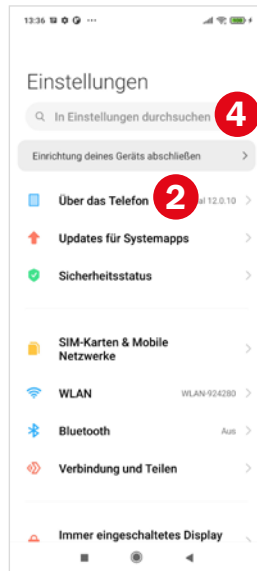 13:36
Einstellungen
In Einstellungen durchsuchen
4
Einrichtung deines Geräts abschließen
Über das Telefon
2
al 12.0.10
Updates für Systemapps
Sicherheitsstatus
SIM-Karten & Mobile
Netzwerke
WLAN
WLAN-924280
Bluetooth
Aus
Verbindung und Teilen
Immer eingeschaltetes Display